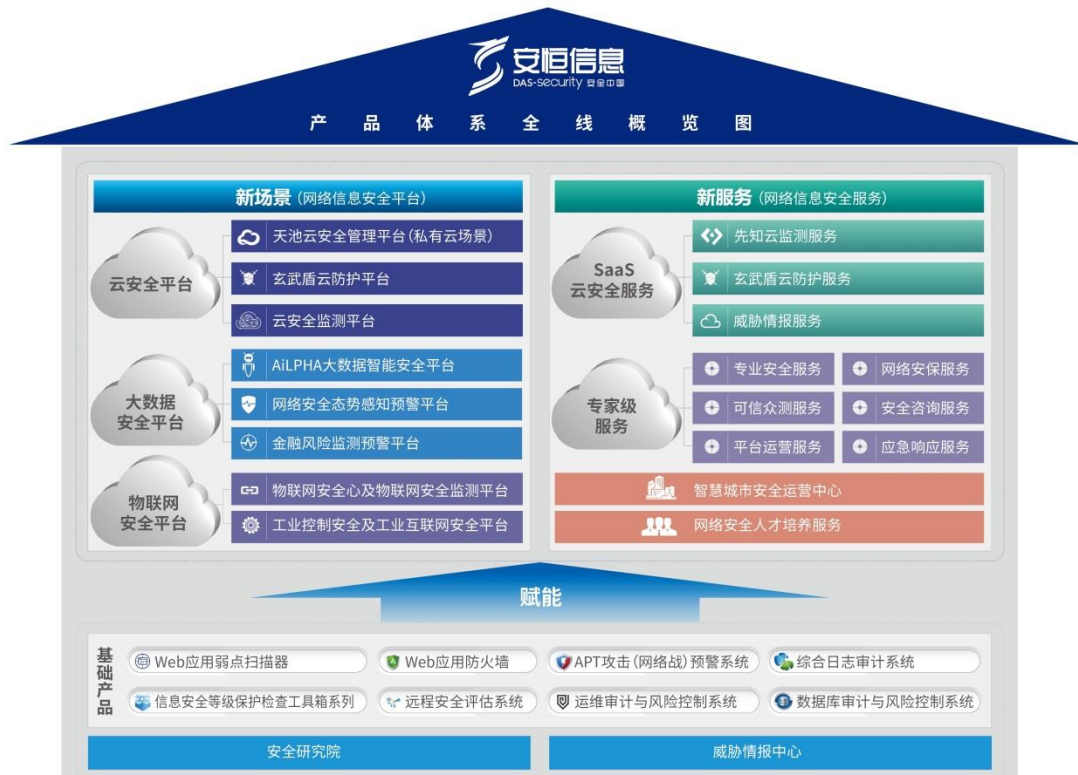 安恒信息
DAS-SECURITY 安全中国
产品体系全线概览图
新场景(网络信息安全平台)
云安全平台
天池云安全管理平台(私有云场景)
玄武盾云防护平台
云安全监测平台
大数据
安全平台
AiLPHA大数据智能安全平台
网络安全态势感知预警平台
金融风险监测预警平台
物联网
安全平台
物联网安全心及物联网安全监测平台
工业控制安全及工业互联网安全平台
新服务(网络信息安全服务)
SaaS
云安全服务
先知云监测服务
玄武盾云防护服务
威胁情报服务
专家级
服务
专业安全服务
网络安保服务
可信众测服务
安全咨询服务
平台运营服务
应急响应服务
智慧城市安全运营中心
网络安全人才培养服务
赋能
基础产品
Web应用弱点扫描器
Web应用防火墙
APT攻击(网络战)预警系统
综合日志审计系统
信息安全等级保护检查工具箱系列
远程安全评估系统
运维审计与风险控制系统
数据库审计与风险控制系统
安全研究院
威胁情报中心